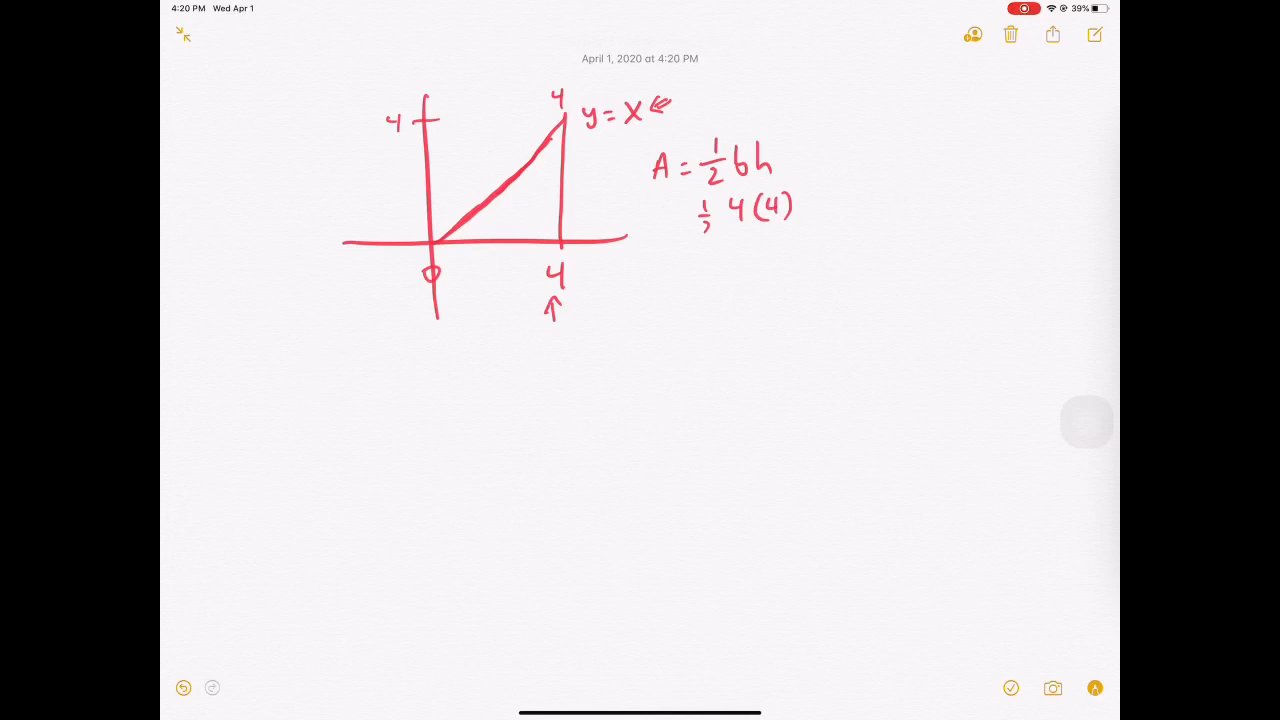 4:20 PM Wed Apr 1
39%
April 1, 2020 at 4:20 PM
4
4
y = x
A = 1/2 bh
1/2 4(4)
0
4